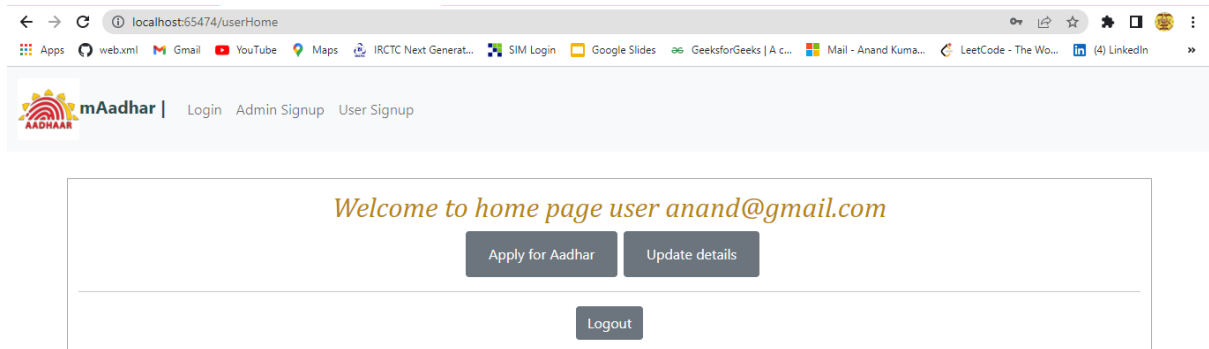 localhost:65474/userHome
Apps web.xml Gmail YouTube Maps IRCTC Next Generat... SIM Login Google Slides GeeksforGeeks | A c... Mail - Anand Kuma... LeetCode - The Wo... (4) LinkedIn »
AADHAAR mAadhar | Login Admin Signup User Signup
Welcome to home page user anand@gmail.com
Apply for Aadhar Update details
Logout